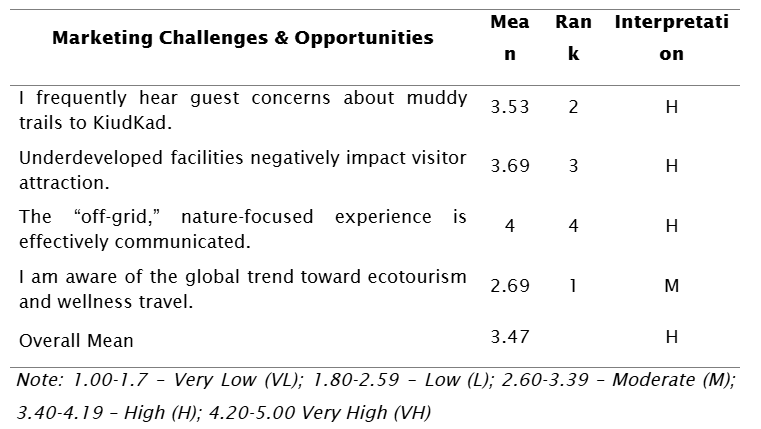 Marketing Challenges & Opportunities Mea n Ran k Interpretati on
I frequently hear guest concerns about muddy
trails to KiudKad. 3.53 2 H
Underdeveloped facilities negatively impact visitor
attraction. 3.69 3 H
The “off-grid,” nature-focused experience is
effectively communicated. 4 4 H
I am aware of the global trend toward ecotourism
and wellness travel. 2.69 1 M
Overall Mean 3.47 H
Note: 1.00-1.7 – Very Low (VL); 1.80-2.59 – Low (L); 2.60-3.39 – Moderate (M);
3.40-4.19 – High (H); 4.20-5.00 Very High (VH)